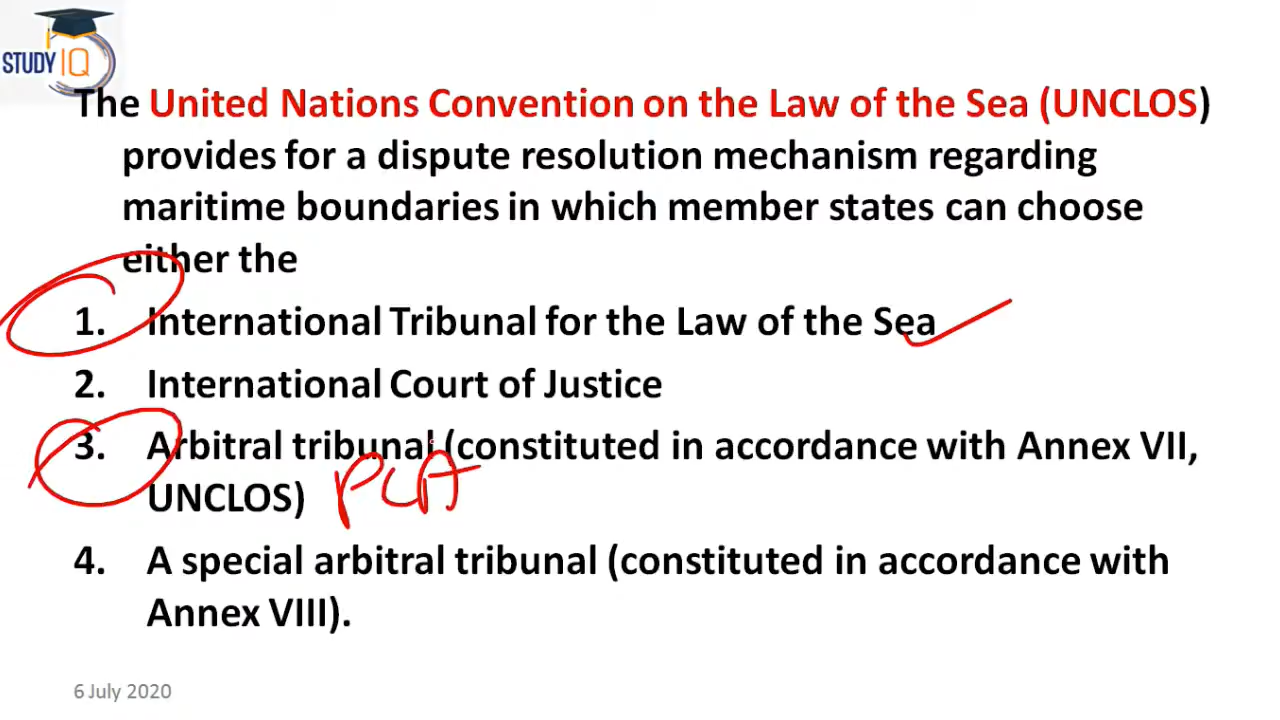 STUDY IQ
The United Nations Convention on the Law of the Sea (UNCLOS)
provides for a dispute resolution mechanism regarding
maritime boundaries in which member states can choose
either the
1. International Tribunal for the Law of the Sea
2. International Court of Justice
3. Arbitral tribunal (constituted in accordance with Annex VII,
UNCLOS)
PCA
4. A special arbitral tribunal (constituted in accordance with
Annex VIII).
6 July 2020